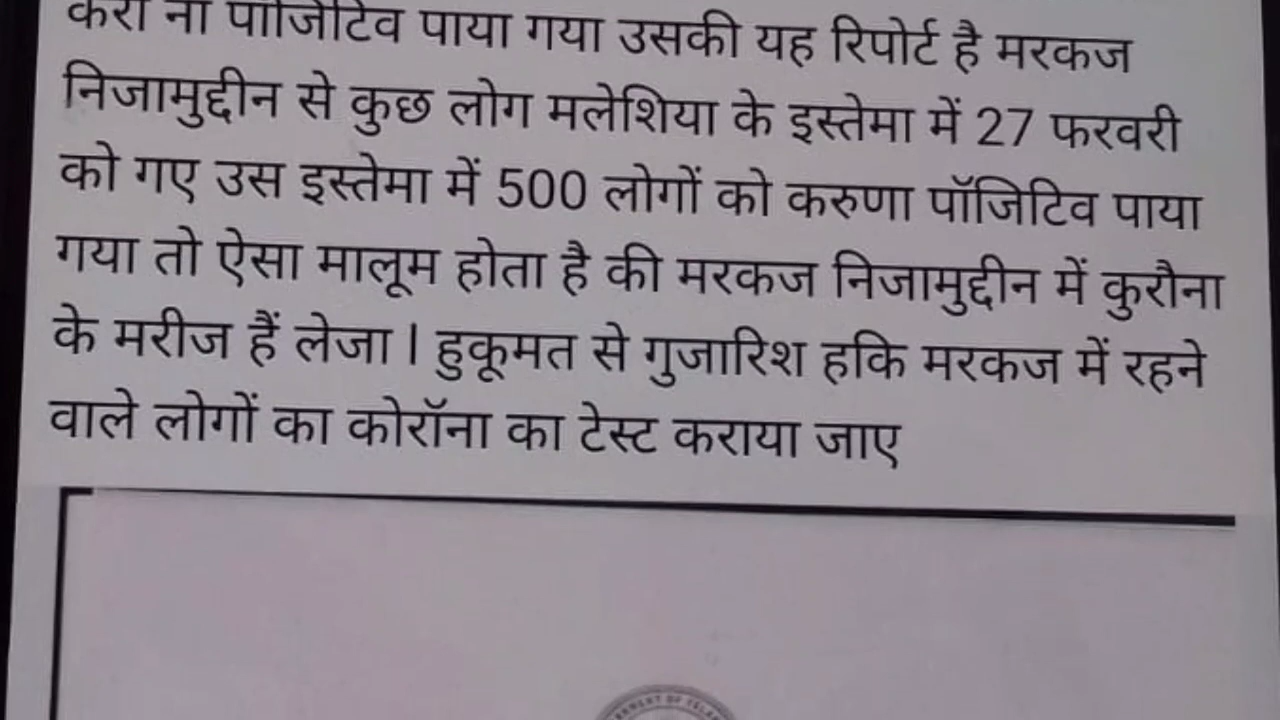 करो ना पॉजिटिव पाया गया उसकी यह रिपोर्ट है मरकज
निजामुद्दीन से कुछ लोग मलेशिया के इस्तेमा में 27 फरवरी
को गए उस इस्तेमा में 500 लोगों को करुणा पॉजिटिव पाया
गया तो ऐसा मालूम होता है की मरकज निजामुद्दीन में कुरौना
के मरीज हैं लेजा । हुकूमत से गुजारिश हकि मरकज में रहने
वाले लोगों का कोरॉना का टेस्ट कराया जाए